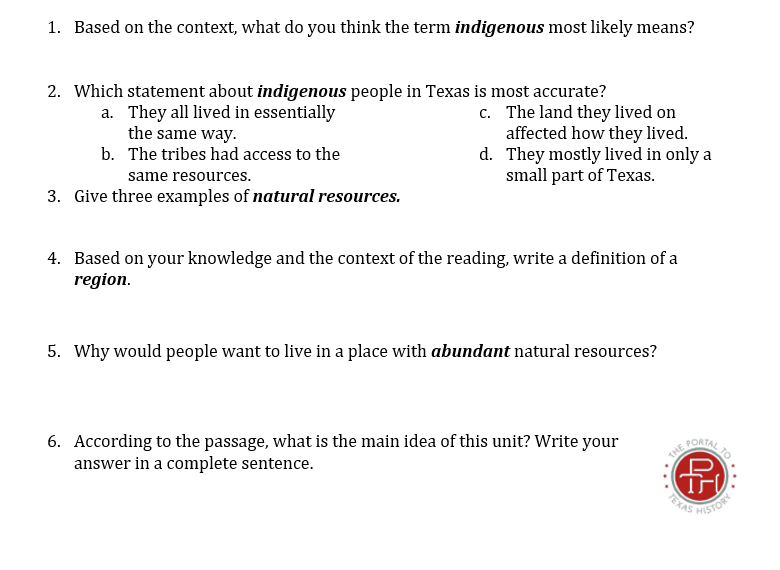 1. Based on the context, what do you think the term indigenous most likely means?
2. Which statement about indigenous people in Texas is most accurate?
a. They all lived in essentially
the same way.
b. The tribes had access to the
same resources.
c. The land they lived on
affected how they lived.
d. They mostly lived in only a
small part of Texas.
3. Give three examples of natural resources.
4. Based on your knowledge and the context of the reading, write a definition of a
region.
5. Why would people want to live in a place with abundant natural resources?
6. According to the passage, what is the main idea of this unit? Write your
answer in a complete sentence.
THE PORTAL TO
PTH
TEXAS HISTORY